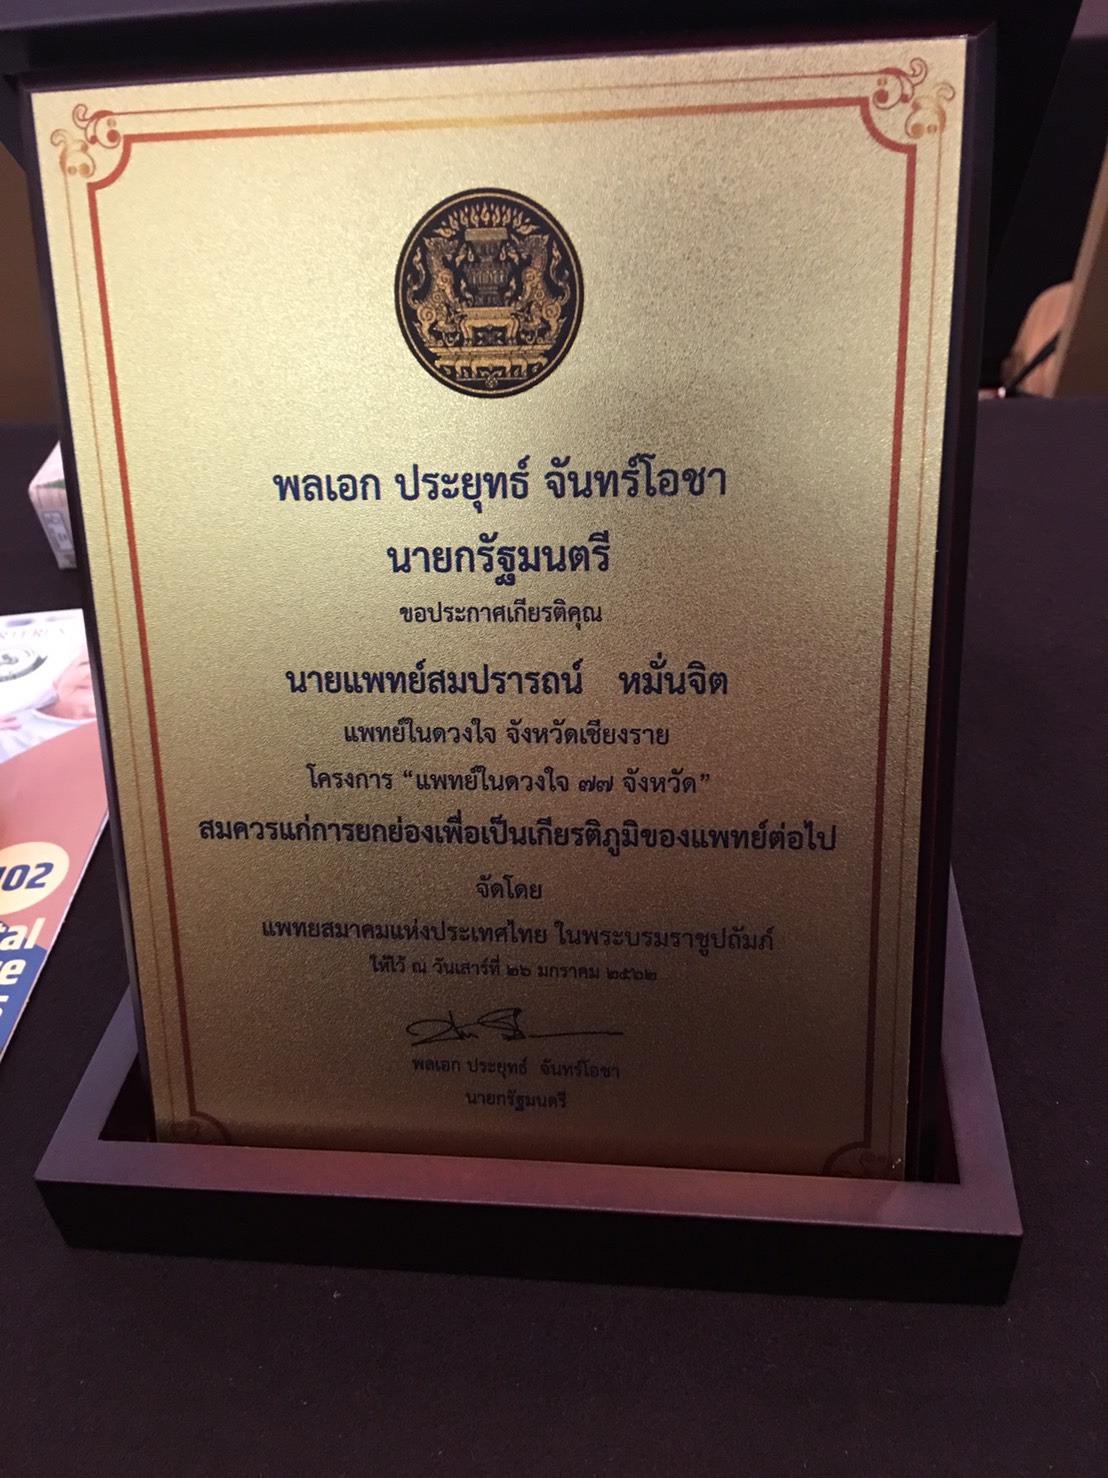 พลเอก ประยุทธ์ จันทร์โอชา
นายกรัฐมนตรี
ขอประกาศเกียรติคุณ
นายแพทย์สมปรารถน์ หมั่นจิต
แพทย์ในดวงใจ จังหวัดเชียงราย
โครงการ “แพทย์ในดวงใจ ๗๗ จังหวัด”
สมควรแก่การยกย่องเพื่อเป็นเกียรติภูมิของแพทย์ต่อไป
จัดโดย
แพทยสมาคมแห่งประเทศไทย ในพระบรมราชูปถัมภ์
ให้ไว้ ณ วันเสาร์ที่ ๒๖ มกราคม ๒๕๖๒
พลเอก ประยุทธ์ จันทร์โอชา
นายกรัฐมนตรี